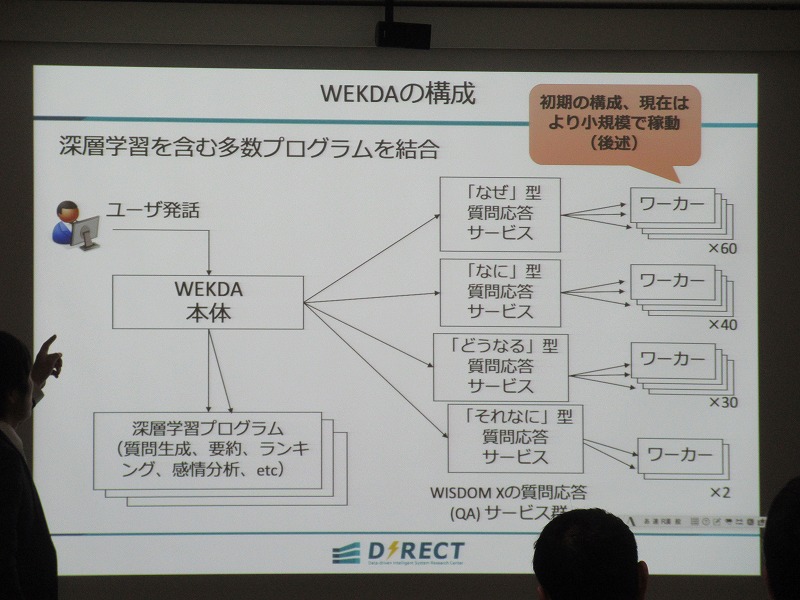 WEKDAの構成
初期の構成、現在は
より小規模で稼動
（後述）
深層学習を含む多数プログラムを結合
ユーザ発話
WEKDA
本体
深層学習プログラム
（質問生成、要約、ランキ
ング、感情分析、etc）
「なぜ」型
質問応答
サービス
ワーカー
×60
「なに」型
質問応答
サービス
ワーカー
×40
「どうなる」型
質問応答
サービス
ワーカー
×30
「それなに」型
質問応答
サービス
ワーカー
×2
WISDOM Xの質問応答
(QA) サービス群
DIRECT
Data-driven Intelligent System Research Center